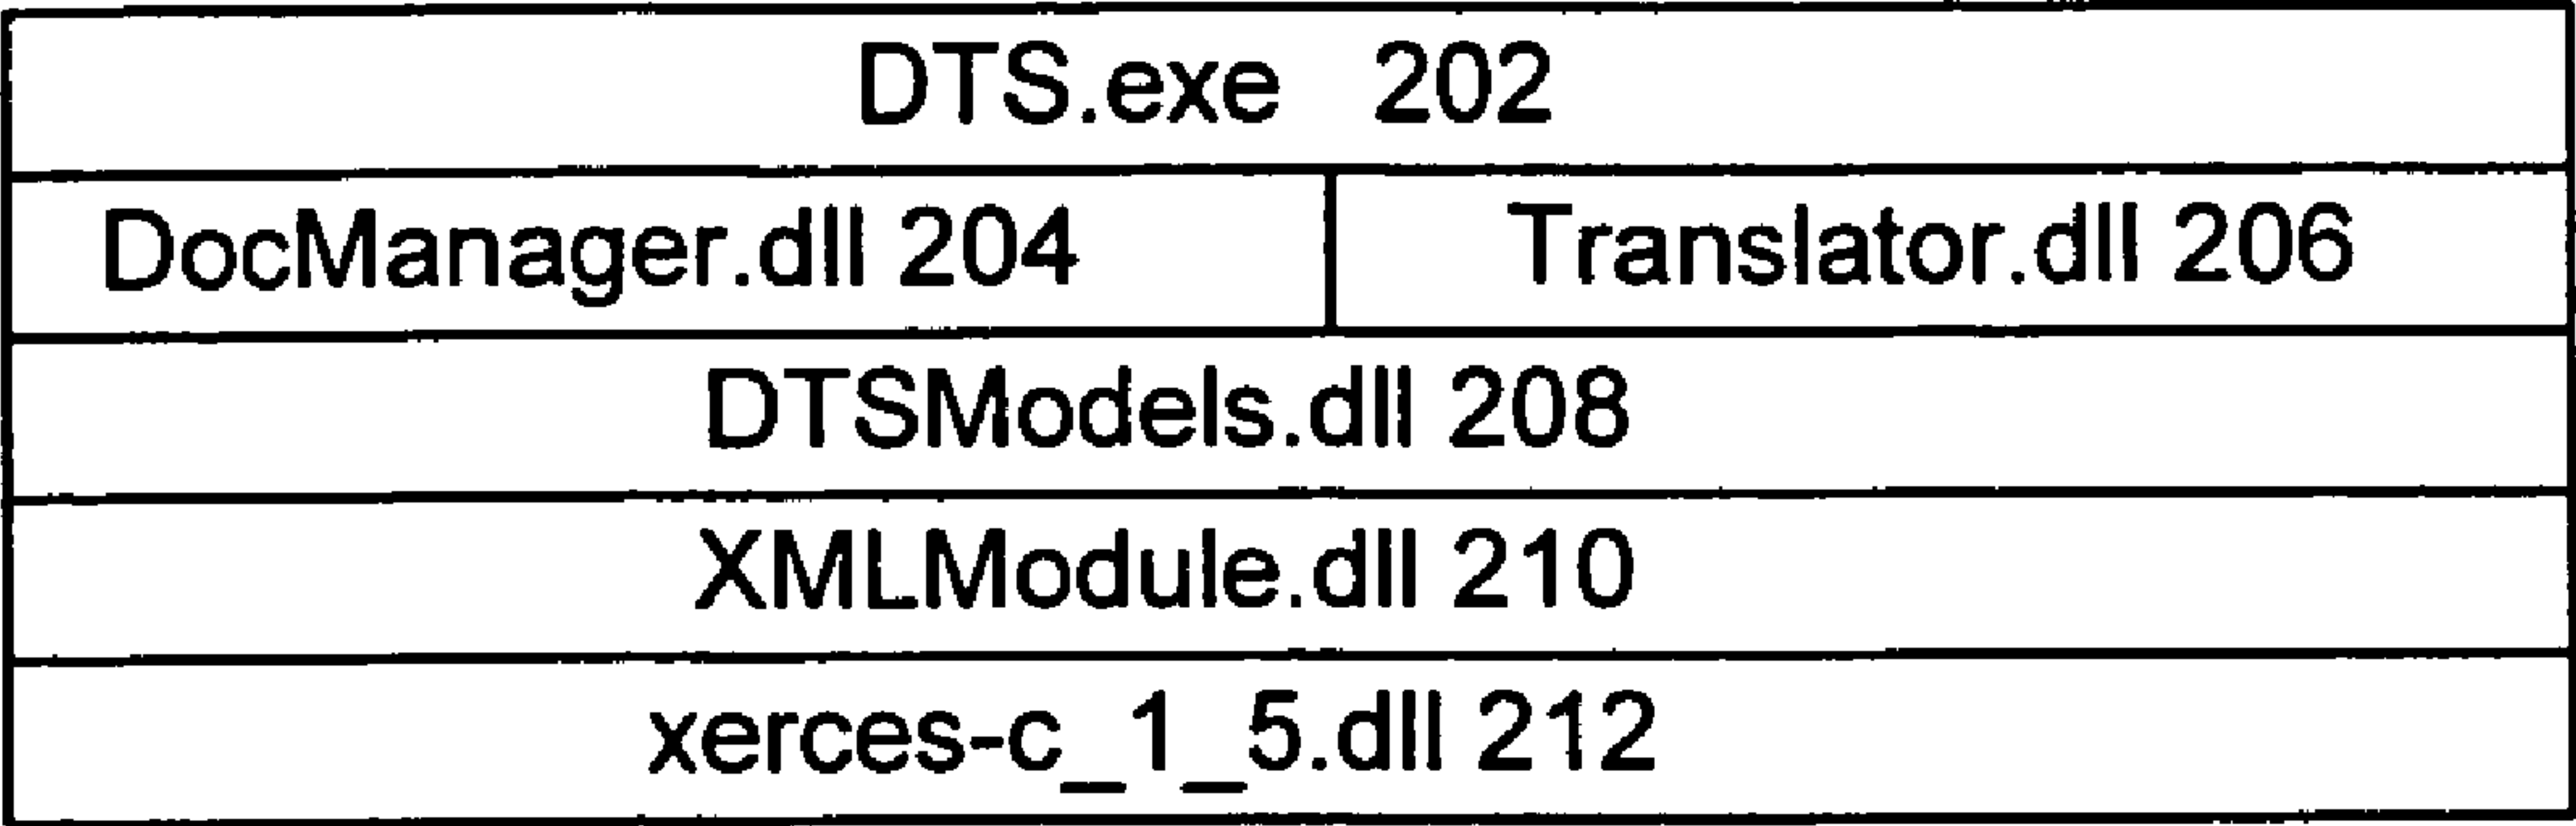 DTS.exe 202
DocManager.dll 204 Translator.dll 206
DTSModels.dll 208
XMLModule.dll 210
xerces-c_1_5.dll 212